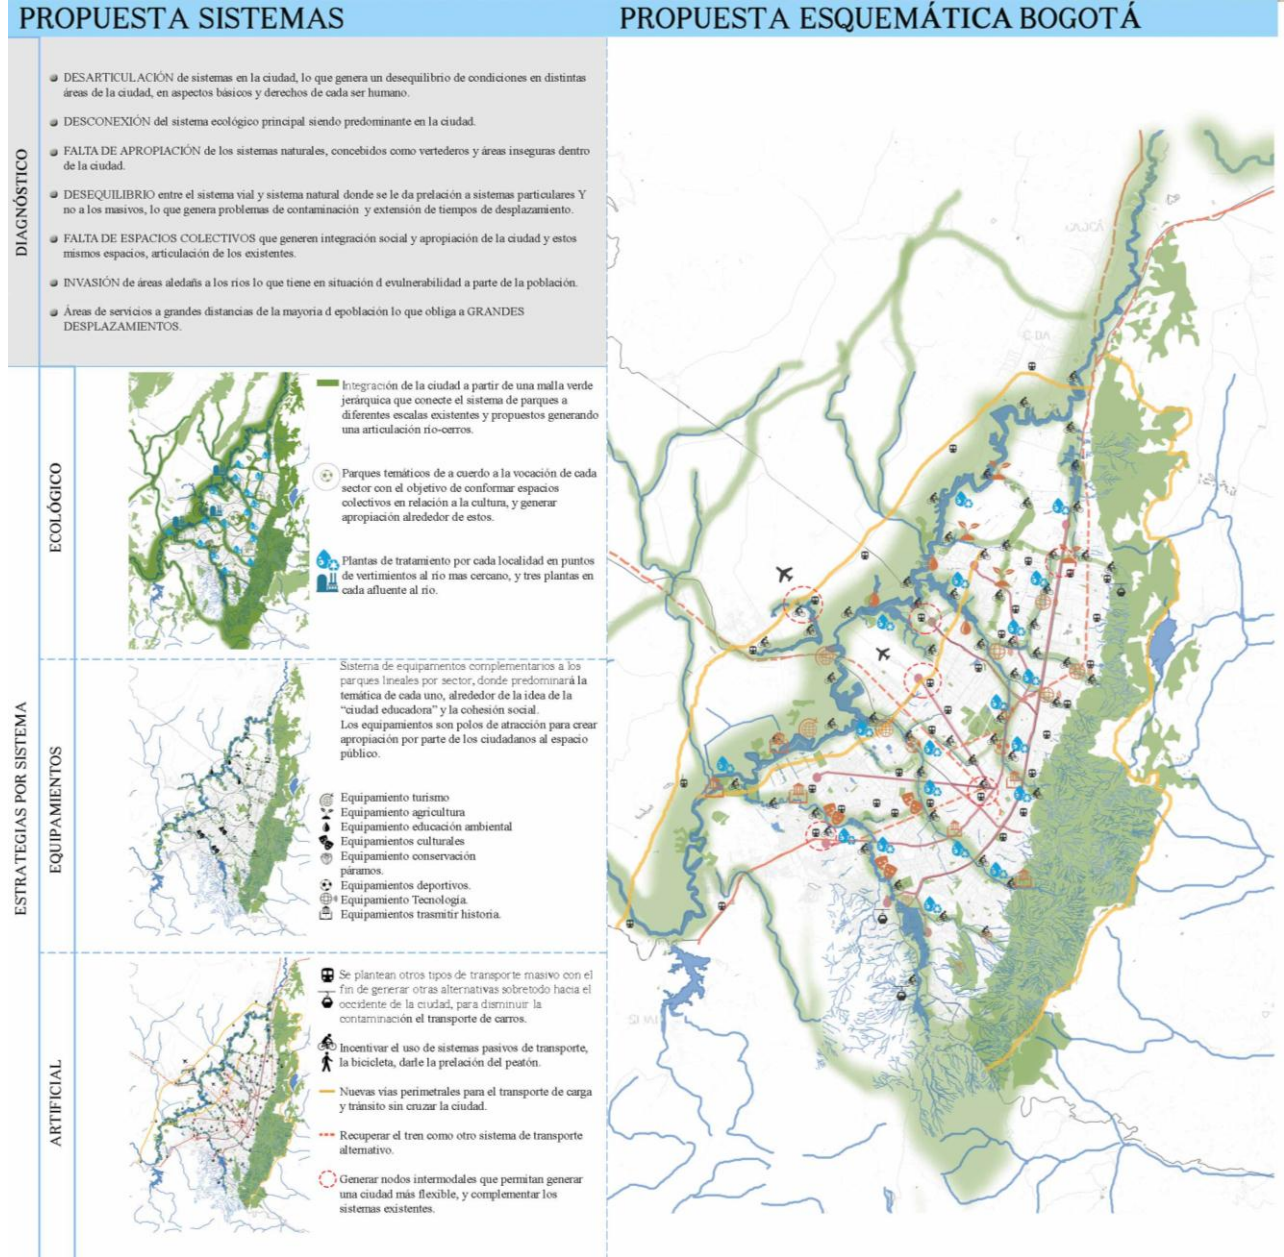 PROPUESTA SISTEMAS
PROPUESTA ESQUEMÁTICA BOGOTÁ
DIAGNÓSTICO
DESARTICULACIÓN de sistemas en la ciudad, lo que genera un desequilibrio de condiciones en distintas
áreas de la ciudad, en aspectos básicos y derechos de cada ser humano.
DESCONEXIÓN del sistema ecológico principal siendo predominante en la ciudad.
FALTA DE APROPIACIÓN de los sistemas naturales, concebidos como vertederos y áreas inseguras dentro
de la ciudad.
DESEQUILIBRIO entre el sistema vial y sistema natural donde se le da prelación a sistemas particulares Y
no a los masivos, lo que genera problemas de contaminación y extensión de tiempos de desplazamiento.
FALTA DE ESPACIOS COLECTIVOS que generen integración social y apropiación de la ciudad y estos
mismos espacios, articulación de los existentes.
INVASIÓN de áreas aledañs a los ríos lo que tiene en situación d evulnerabilidad a parte de la población.
Áreas de servicios a grandes distancias de la mayoria d epoblación lo que obliga a GRANDES
DESPLAZAMIENTOS.
ESTRATEGIAS POR SISTEMA
ECOLÓGICO
Integración de la ciudad a partir de una malla verde
jerárquica que conecte el sistema de parques a
diferentes escalas existentes y propuestos generando
una articulación río-cerros.
Parques temáticos de a cuerdo a la vocación de cada
sector con el objetivo de conformar espacios
colectivos en relación a la cultura, y generar
apropiación alrededor de estos.
Plantas de tratamiento por cada localidad en puntos
de vertimientos al río mas cercano, y tres plantas en
cada afluente al río.
EQUIPAMIENTOS
Sistema de equipamentos complementarios a los
parques lineales por sector, donde predominará la
temática de cada uno, alrededor de la idea de la
"ciudad educadora" y la cohesión social.
Los equipamientos son polos de atracción para crear
apropiación por parte de los ciudadanos al espacio
público.
Equipamiento turismo
Equipamiento agricultura
Equipamiento educación ambiental
Equipamientos culturales
Equipamiento conservación
páramos.
Equipamientos deportivos.
Equipamiento Tecnología.
Equipamientos trasmitir historia.
ARTIFICIAL
Se plantean otros tipos de transporte masivo con el
fin de generar otras alternativas sobretodo hacia el
occidente de la ciudad, para disminuir la
contaminación el transporte de carros.
Incentivar el uso de sistemas pasivos de transporte,
la bicicleta, darle la prelación del peatón.
Nuevas vías perimetrales para el transporte de carga
y tránsito sin cruzar la ciudad.
Recuperar el tren como otro sistema de transporte
alternativo.
Generar nodos intermodales que permitan generar
una ciudad más flexible, y complementar los
sistemas existentes.